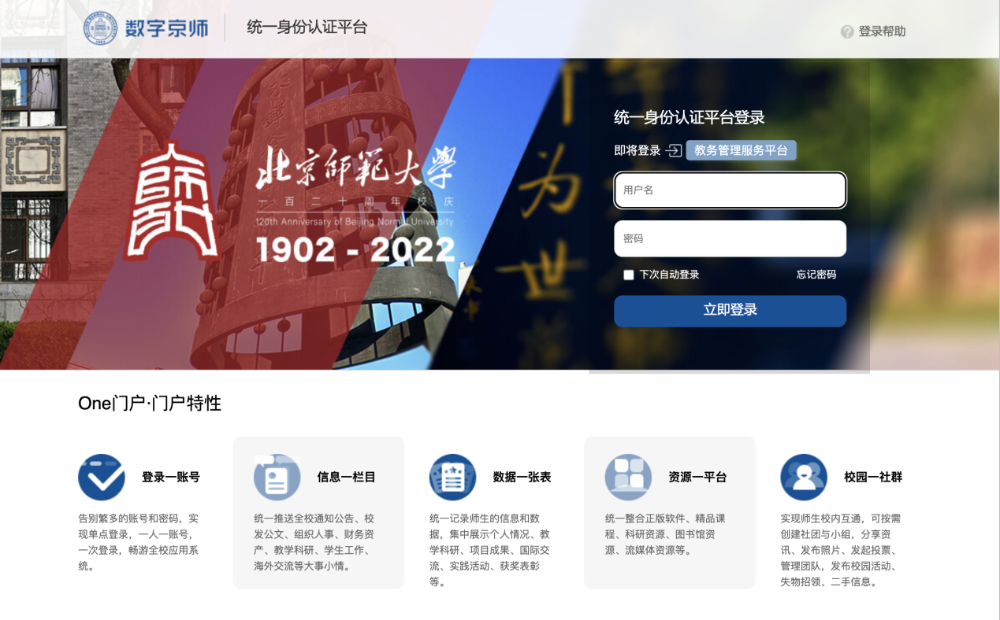 数字京师
统一身份认证平台
登录帮助
北京师范大学
一百二十周年校庆
120th Anniversary of Beijing Normal University
1902 - 2022
为
世
统一身份认证平台登录
即将登录 教务管理服务平台
用户名
密码
下次自动登录 忘记密码
立即登录
One门户·门户特性
登录一账号
告别繁多的账号和密码，实
现单点登录，一人一账号，
一次登录，畅游全校应用系
统。
信息一栏目
统一推送全校通知公告、校
发公文、组织人事、财务资
产、教学科研、学生工作、
海外交流等大事小情。
数据一张表
统一记录师生的信息和数
据，集中展示个人情况、教
学科研、项目成果、国际交
流、实践活动、获奖表彰
等。
资源一平台
统一整合正版软件、精品课
程、科研资源、图书馆资
源、流媒体资源等。
校园一社群
实现师生校内互通，可按需
创建社团与小组，分享资
讯、发布照片、发起投票、
管理团队，发布校园活动、
失物招领、二手信息。